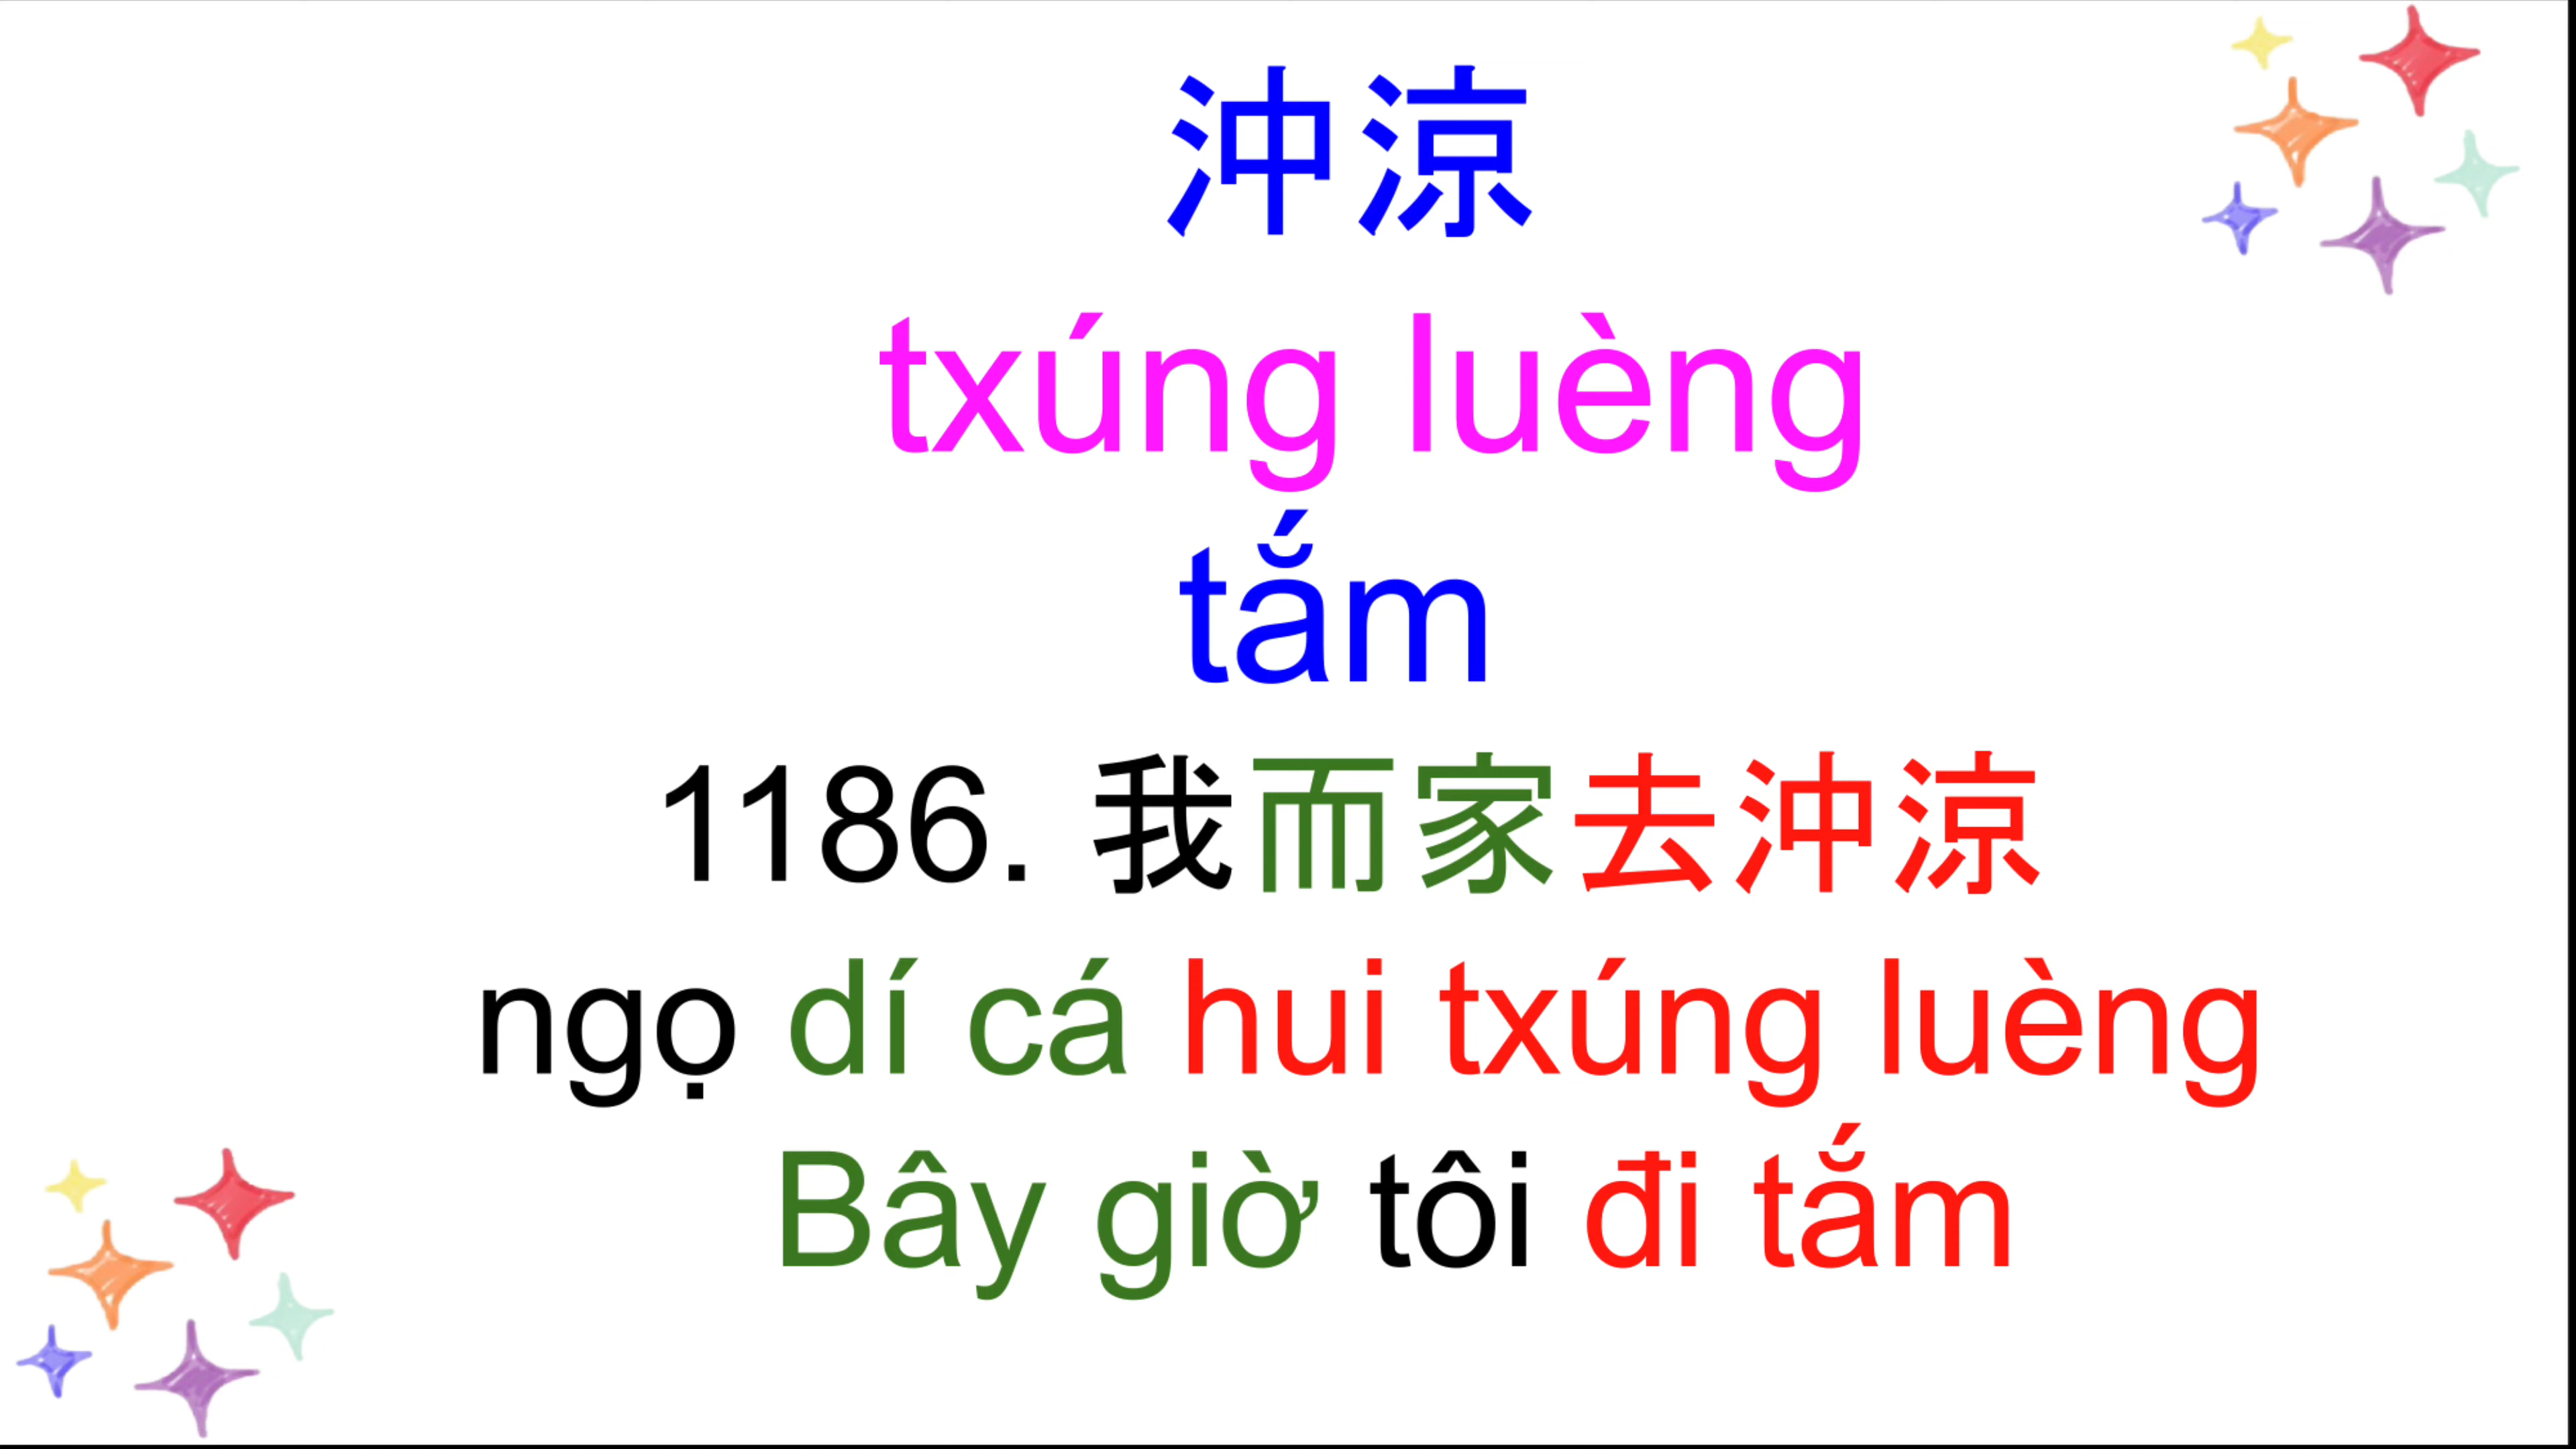 沖涼
txúng luèng
tắm
1186. 我而家去沖涼
ngọ dí cá hui txúng luèng
Bây giờ tôi đi tắm